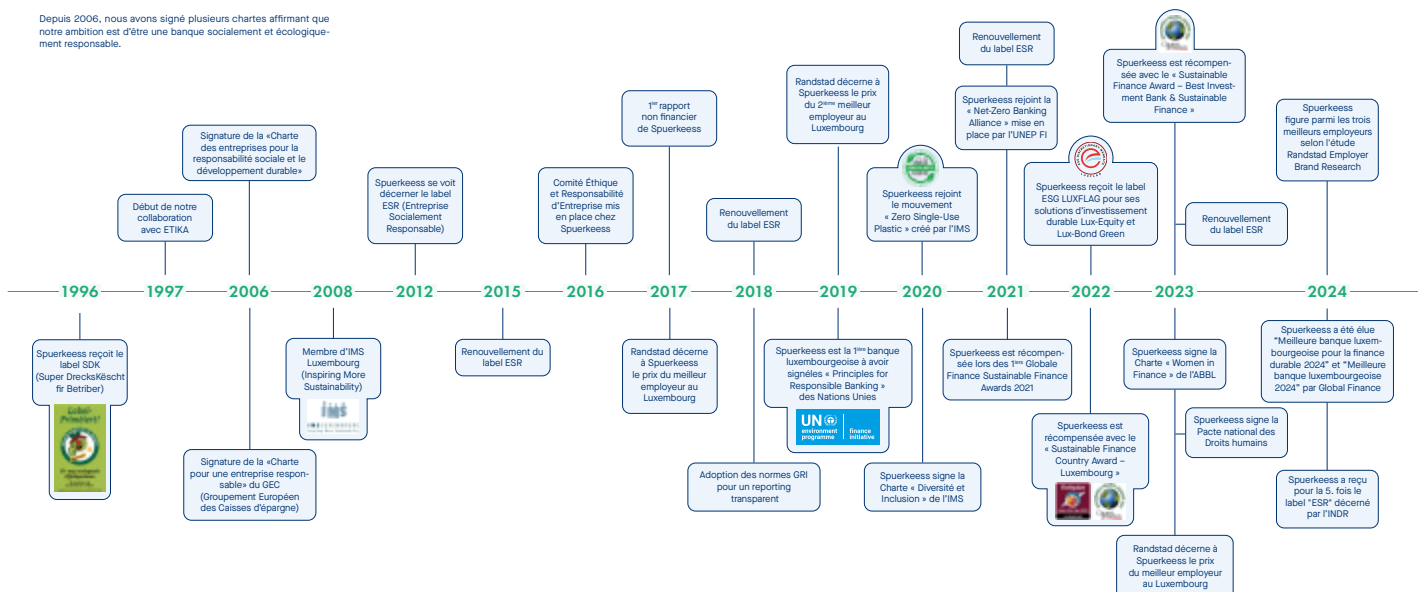 Depuis 2006, nous avons signé plusieurs chartes affirmant que
notre ambition est d'être une banque socialement et écologique-
ment responsable.
1996
Spuerkeess reçoit le
label SDK
(Super DrecksKëscht
fir Betriber)
Label-
Prämiéert!
1997
Début de notre
collaboration
avec ETIKA
2006
Signature de la «Charte
des entreprises pour la
responsabilité sociale et le
développement durable»
Signature de la «Charte
pour une entreprise respon-
sable» du GEC
(Groupement Européen
des Caisses d'épargne)
2008
Membre d'IMS
Luxembourg
(Inspiring More
Sustainability)
ims
2012
Spuerkeess se voit
décerner le label
ESR (Entreprise
Socialement
Responsable)
2015
Renouvellement du
label ESR
2016
Comité Éthique
et Responsabilité
d'Entreprise mis
en place chez
Spuerkeess
2017
1er rapport
non financier
de Spuerkeess
Randstad décerne
à Spuerkeess
le prix du meilleur
employeur au
Luxembourg
2018
Renouvellement
du label ESR
Adoption des normes GRI
pour un reporting
transparent
2019
Randstad décerne à
Spuerkeess le prix
du 2ième meilleur
employeur au
Luxembourg
Spuerkeess est la 1ière banque
luxembourgeoise à avoir
signéles « Principles for
Responsible Banking »
des Nations Unies
UN
environment
programme
finance
initiative
2020
Spuerkeess rejoint
le mouvement
« Zero Single-Use
Plastic » créé par l'IMS
Spuerkeess signe la
Charte « Diversité et
Inclusion » de l'IMS
2021
Renouvellement
du label ESR
Spuerkeess rejoint la
« Net-Zero Banking
Alliance » mise en
place par l'UNEP FI
Spuerkeess est récompen-
sée lors des 1ers Globale
Finance Sustainable Finance
Awards 2021
2022
Spuerkeess reçoit le label
ESG LUXFLAG pour ses
solutions d'investissement
durable Lux-Equity et
Lux-Bond Green
Spuerkeess est
récompensée avec le
« Sustainable Finance
Country Award –
Luxembourg »
2023
Spuerkeess est récompen-
sée avec le « Sustainable
Finance Award – Best Invest-
ment Bank & Sustainable
Finance »
Renouvellement
du label ESR
Spuerkeess signe la
Charte « Women in
Finance » de l'ABBL
Spuerkeess signe la
Pacte national des
Droits humains
Randstad décerne à
Spuerkeess le prix
du meilleur employeur
au Luxembourg
2024
Spuerkeess
figure parmi les trois
meilleurs employeurs
selon l'étude
Randstad Employer
Brand Research
Spuerkeess a été élue
"Meilleure banque luxem-
bourgeoise pour la finance
durable 2024" et "Meilleure
banque luxembourgeoise
2024" par Global Finance
Spuerkeess a reçu
pour la 5. fois le
label "ESR" décerné
par l'INDR